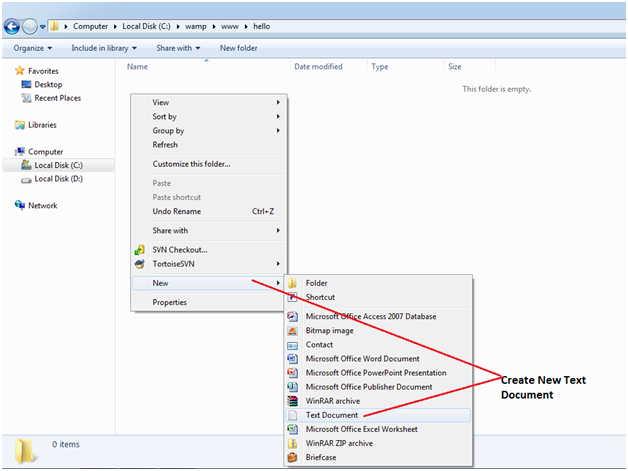 Computer Local Disk (C:) wamp www hello
Organize Include in library Share with New folder
Favorites
Desktop
Recent Places
Libraries
Computer
Local Disk (C:)
Local Disk (D:)
Network
Name Date modified Type Size
This folder is empty.
View
Sort by
Group by
Refresh
Customize this folder...
Paste
Paste shortcut
Undo Rename Ctrl+Z
Share with
SVN Checkout...
TortoiseSVN
New
Properties
Folder
Shortcut
Microsoft Office Access 2007 Database
Bitmap image
Contact
Microsoft Office Word Document
Microsoft Office PowerPoint Presentation
Microsoft Office Publisher Document
WinRAR archive
Text Document
Microsoft Office Excel Worksheet
WinRAR ZIP archive
Briefcase
Create New Text
Document
0 items